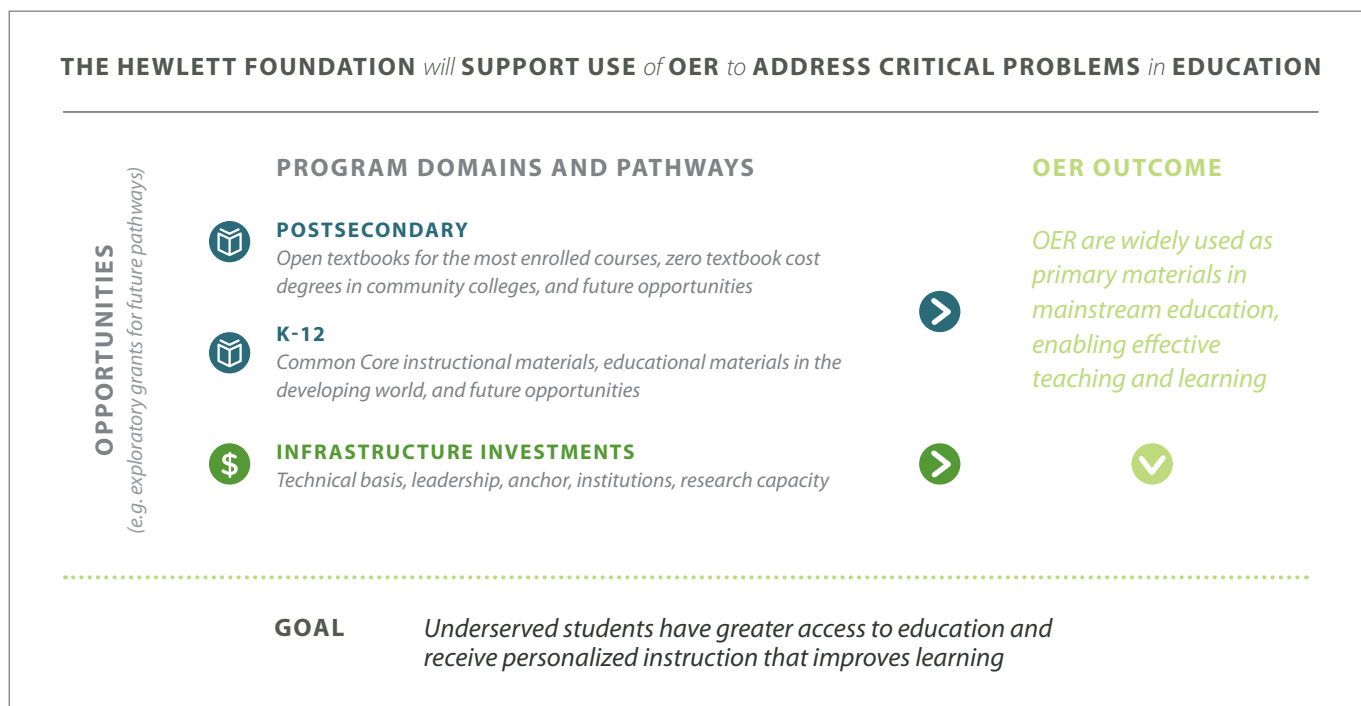 THE HEWLETT FOUNDATION will SUPPORT USE of OER to ADDRESS CRITICAL PROBLEMS in EDUCATION
OPPORTUNITIES
(e.g. exploratory grants for future pathways)
PROGRAM DOMAINS AND PATHWAYS
POSTSECONDARY
Open textbooks for the most enrolled courses, zero textbook cost
degrees in community colleges, and future opportunities
K-12
Common Core instructional materials, educational materials in the
developing world, and future opportunities
$
INFRASTRUCTURE INVESTMENTS
Technical basis, leadership, anchor, institutions, research capacity
OER OUTCOME
OER are widely used as
primary materials in
mainstream education,
enabling effective
teaching and learning
GOAL
Underserved students have greater access to education and
receive personalized instruction that improves learning